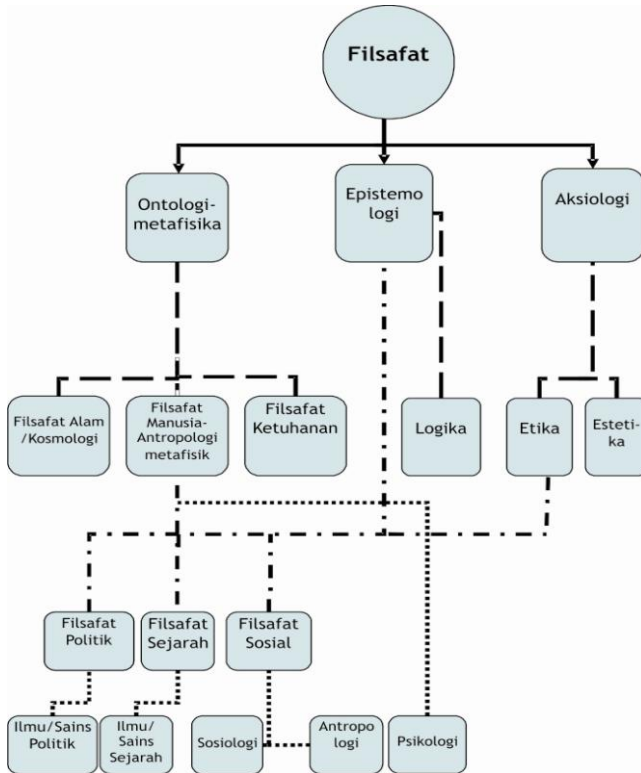 Filsafat
Ontologi-
metafisika
Epistemo
logi
Aksiologi
Filsafat Alam
/Kosmologi
Filsafat
Manusia-
Antropologi
metafisik
Filsafat
Ketuhanan
Logika
Etika
Esteti-
ka
Filsafat
Politik
Filsafat
Sejarah
Filsafat
Sosial
Ilmu/Sains
Politik
Ilmu/
Sains
Sejarah
Sosiologi
Antropo
logi
Psikologi